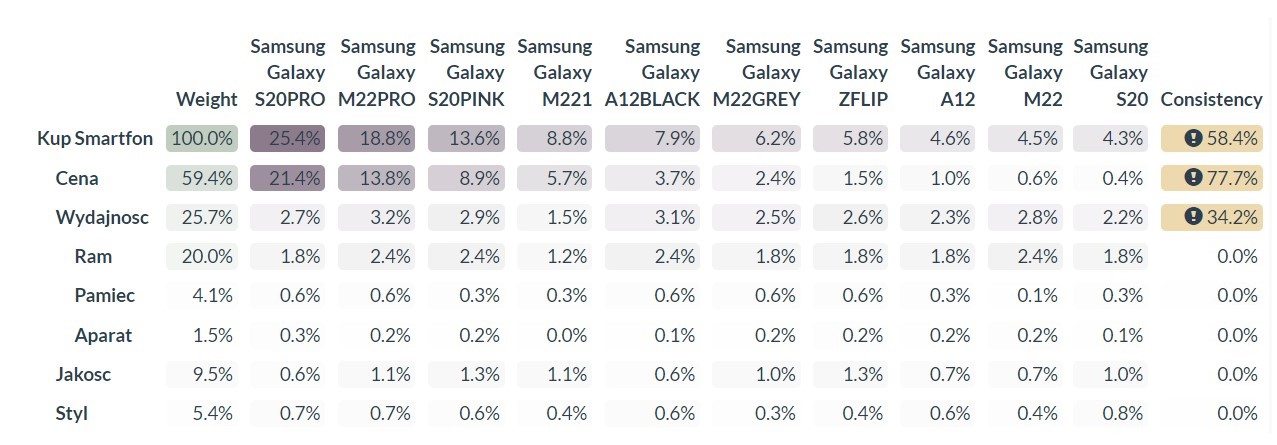 Samsung Samsung Samsung Samsung Samsung Samsung Samsung Samsung Samsung Samsung
Galaxy Galaxy Galaxy Galaxy Galaxy Galaxy Galaxy Galaxy Galaxy Galaxy
Weight S20PRO M22PRO S20PINK M221 A12BLACK M22GREY ZFLIP A12 M22 S20 Consistency
Kup Smartfon 100.0% 25.4% 18.8% 13.6% 8.8% 7.9% 6.2% 5.8% 4.6% 4.5% 4.3% 58.4%
Cena 59.4% 21.4% 13.8% 8.9% 5.7% 3.7% 2.4% 1.5% 1.0% 0.6% 0.4% 77.7%
Wydajnosc 25.7% 2.7% 3.2% 2.9% 1.5% 3.1% 2.5% 2.6% 2.3% 2.8% 2.2% 34.2%
Ram 20.0% 1.8% 2.4% 2.4% 1.2% 2.4% 1.8% 1.8% 1.8% 2.4% 1.8% 0.0%
Pamiec 4.1% 0.6% 0.6% 0.3% 0.3% 0.6% 0.6% 0.6% 0.3% 0.1% 0.3% 0.0%
Aparat 1.5% 0.3% 0.2% 0.2% 0.0% 0.1% 0.2% 0.2% 0.2% 0.2% 0.1% 0.0%
Jakosc 9.5% 0.6% 1.1% 1.3% 1.1% 0.6% 1.0% 1.3% 0.7% 0.7% 1.0% 0.0%
Styl 5.4% 0.7% 0.7% 0.6% 0.4% 0.6% 0.3% 0.4% 0.6% 0.4% 0.8% 0.0%